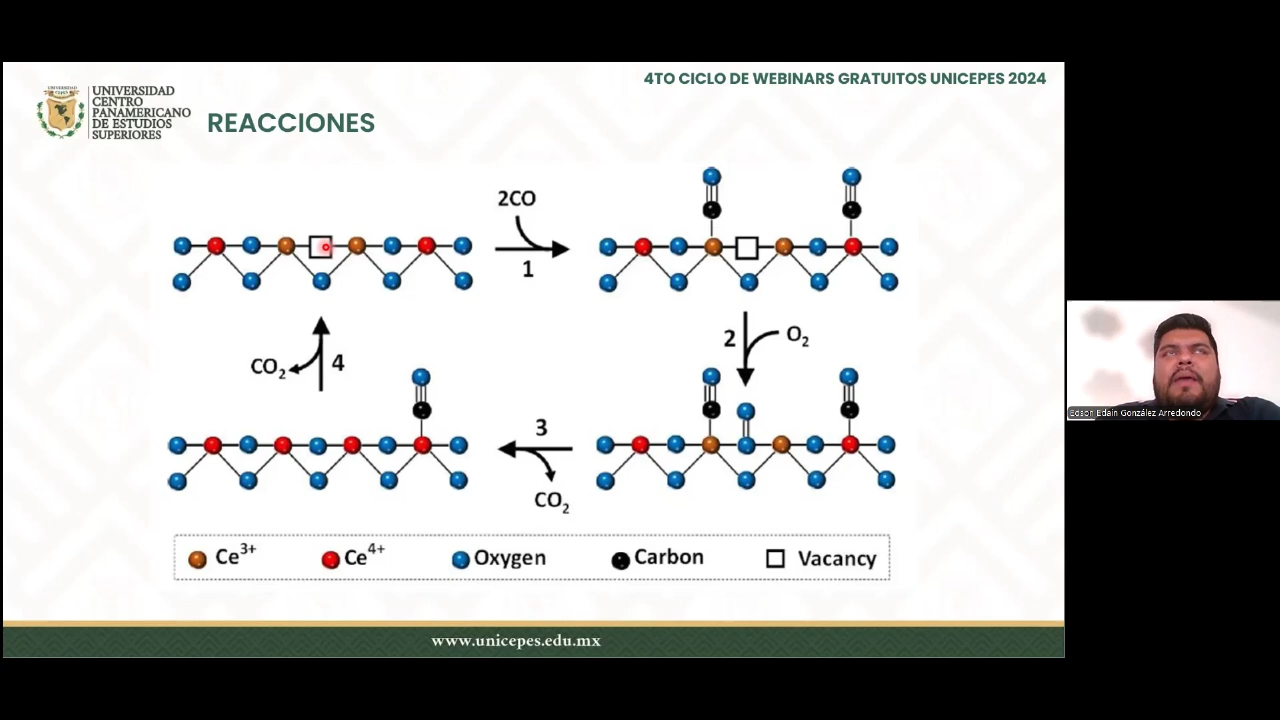 4TO CICLO DE WEBINARS GRATUITOS UNICEPES 2024
UNIVERSIDAD
CENTRO
PANAMERICANO
DE ESTUDIOS
SUPERIORES
REACCIONES
2CO
1
2
O2
CO2
4
3
CO2
Ce3+
Ce4+
Oxygen
Carbon
Vacancy
Edson Edain González Arredondo
www.unicepes.edu.mx